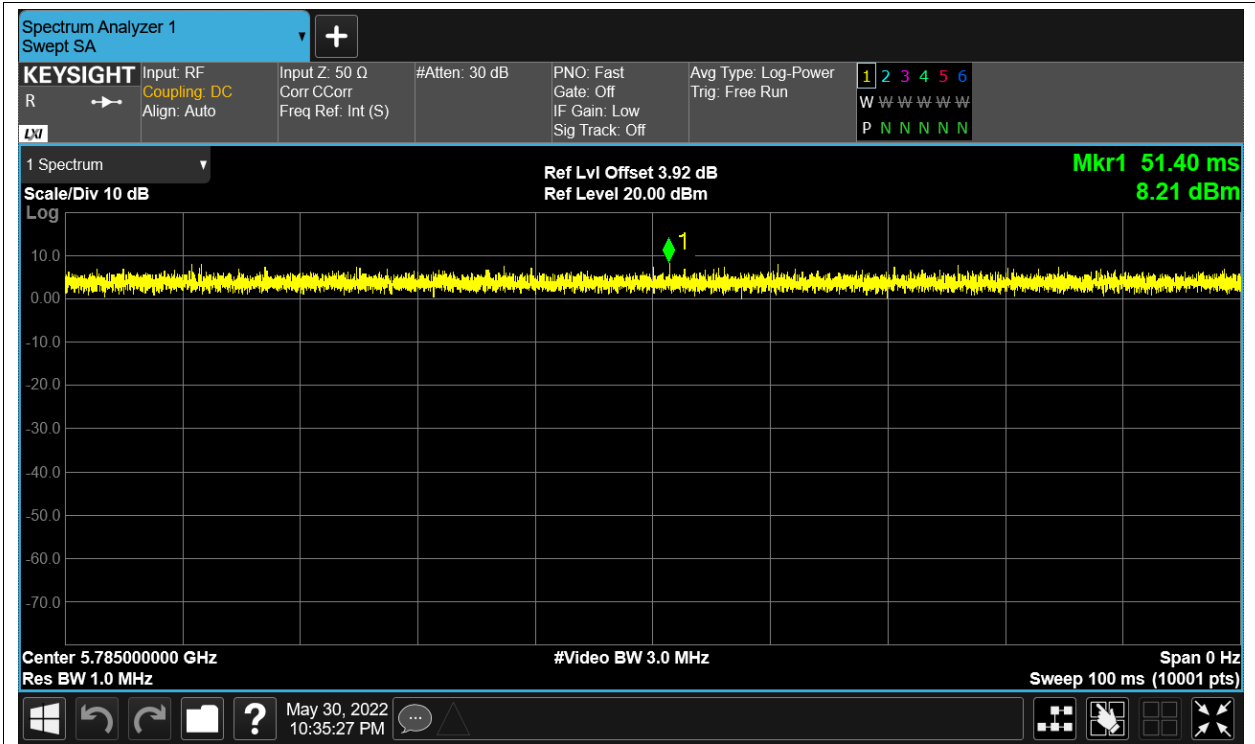 Spectrum Analyzer 1
Swept SA
+
KEYSIGHT Input: RF Input Z: 50 Ω #Atten: 30 dB PNO: Fast Avg Type: Log-Power 1 2 3 4 5 6
R Coupling: DC Corr CCorr Gate: Off Trig: Free Run W W W W W W
Align: Auto Freq Ref: Int (S) IF Gain: Low
LXI Sig Track: Off P N N N N N
1 Spectrum Ref Lvl Offset 3.92 dB Mkr1 51.40 ms
Scale/Div 10 dB Ref Level 20.00 dBm 8.21 dBm
Log
1
10.0
0.00
-10.0
-20.0
-30.0
-40.0
-50.0
-60.0
-70.0
Center 5.785000000 GHz #Video BW 3.0 MHz Span 0 Hz
Res BW 1.0 MHz Sweep 100 ms (10001 pts)
? May 30, 2022
10:35:27 PM